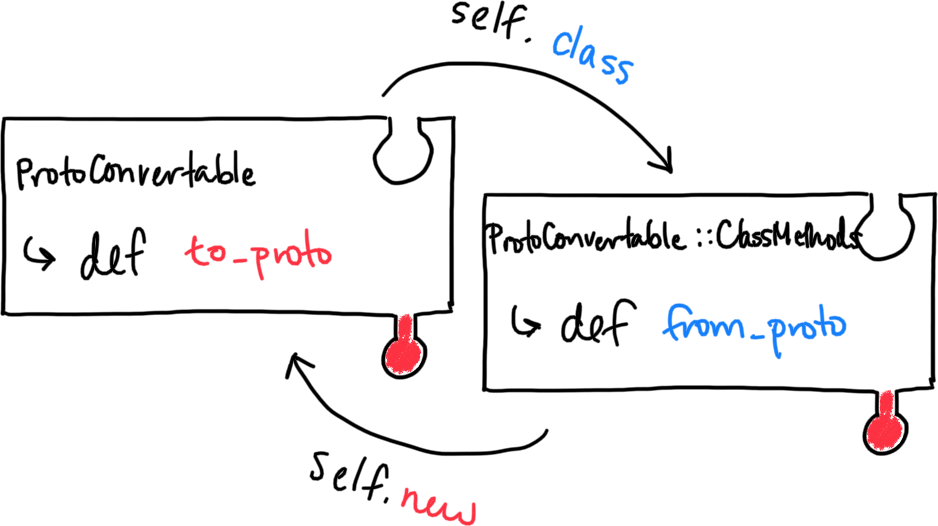 self. class
ProtoConvertable
↳ def to_proto
ProtoConvertable::ClassMethods
↳ def from_proto
self.new